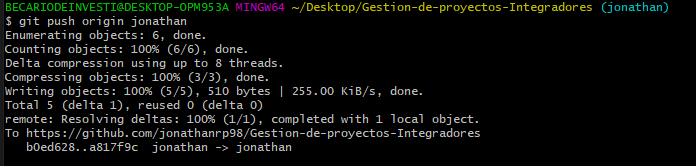 BECARIODEINVESTI@DESKTOP-OPM953A MINGW64 ~/Desktop/Gestion-de-proyectos-Integradores (jonathan)
$ git push origin jonathan
Enumerating objects: 6, done.
Counting objects: 100% (6/6), done.
Delta compression using up to 8 threads.
Compressing objects: 100% (3/3), done.
Writing objects: 100% (5/5), 510 bytes | 255.00 KiB/s, done.
Total 5 (delta 1), reused 0 (delta 0)
remote: Resolving deltas: 100% (1/1), completed with 1 local object.
To https://github.com/jonathanrp98/Gestion-de-proyectos-Integradores
   b0ed628..a817f9c  jonathan -> jonathan